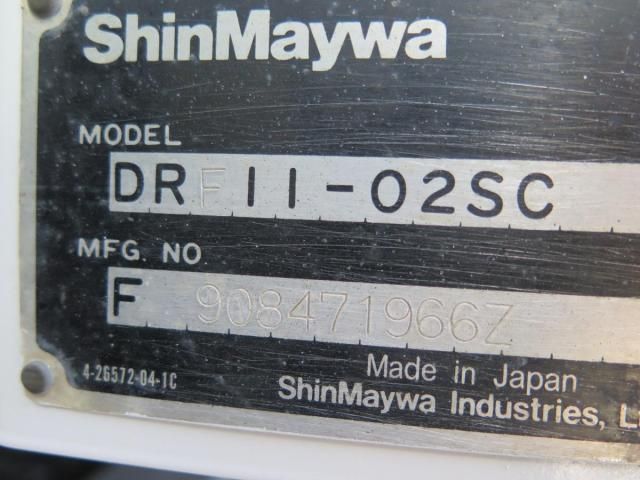 ShinMaywa
MODEL
DRF11-02SC
MFG. NO
F 908471966Z
4-26572-04-1C
Made in Japan
ShinMaywa Industries, L